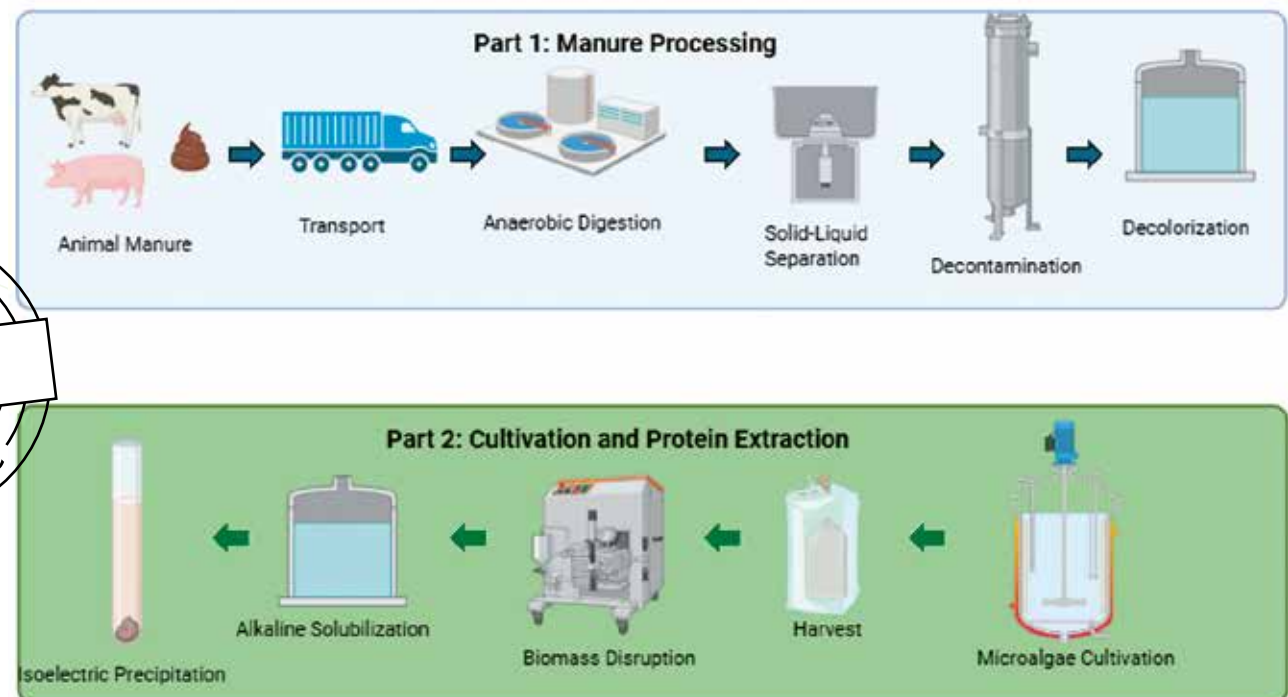 Part 1: Manure Processing
Animal Manure
Transport
Anaerobic Digestion
Solid-Liquid
Separation
Decontamination
Decolorization
Part 2: Cultivation and Protein Extraction
Isoelectric Precipitation
Alkaline Solubilization
Biomass Disruption
Harvest
Microalgae Cultivation